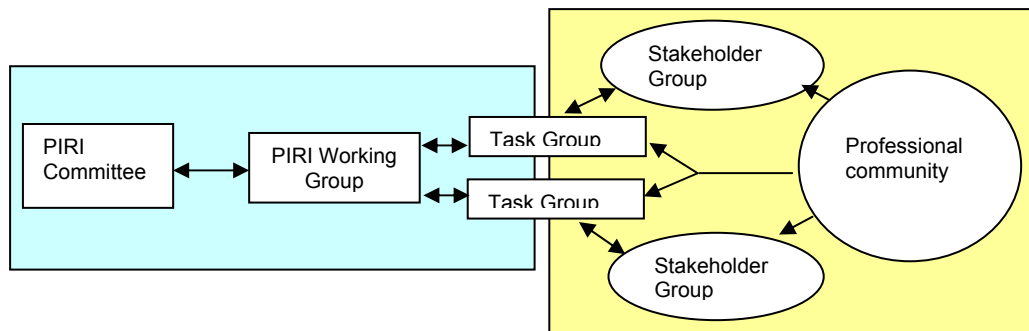 PIRI
Committee
PIRI Working
Group
Task Group
Task Group
Stakeholder
Group
Stakeholder
Group
Professional
community